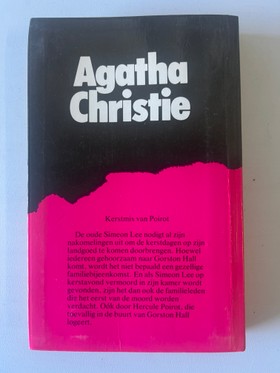 Agatha
Christie
Kerstmis van Poirot
De oude Simeon Lee nodigt al zijn
nakomelingen uit om de kerstdagen op zijn
landgoed te komen doorbrengen. Hoewel
iedereen gehoorzaam naar Gorston Hall
komt, wordt het niet bepaald een gezellige
familiebijeenkomst. En als Simeon Lee op
kerstavond vermoord in zijn kamer wordt
gevonden, zijn het dan ook de familieleden
die het eerst van de moord worden
verdacht. Ook door Hercule Poirot, die
toevallig in de buurt van Gorston Hall
logeert.